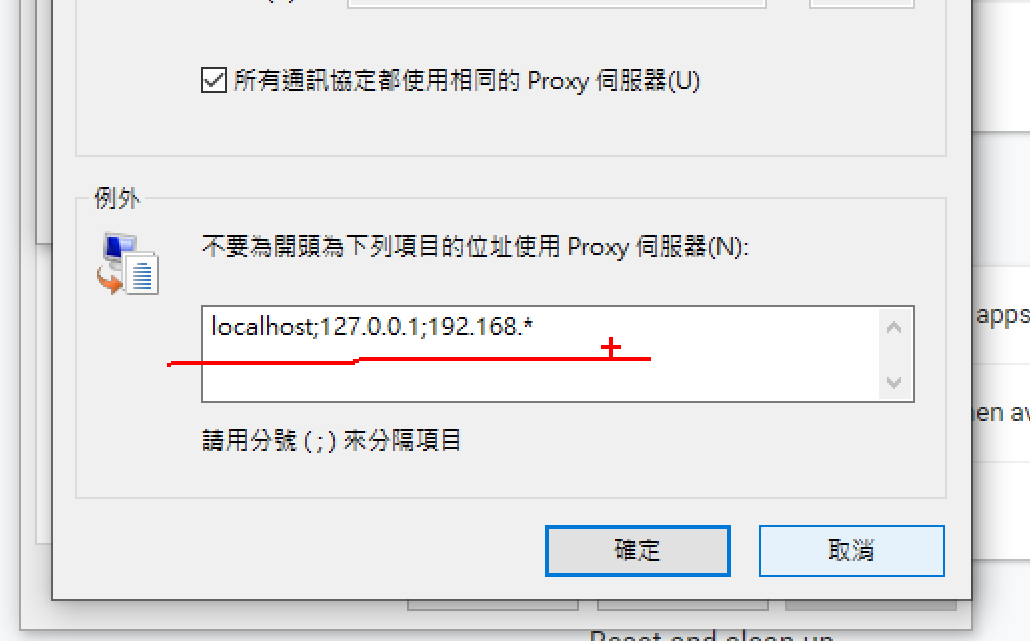 所有通訊協定都使用相同的 Proxy 伺服器(U)
例外
不要為開頭為下列項目的位址使用 Proxy 伺服器(N):
localhost;127.0.0.1;192.168.*
apps
請用分號 ( ; ) 來分隔項目
確定
取消
Reset and clean up